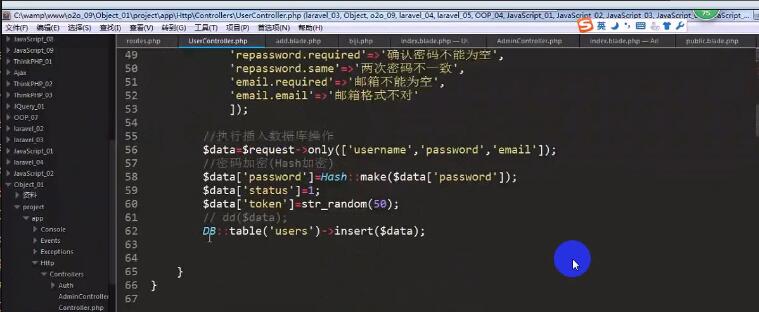 C:\wamp\www\o2o_09\Object_01\project\app\Http\Controllers\UserController.php (laravel_03, Object, o2o_09, laravel_04, laravel_05, OOP_04, JavaScript_01, JavaScript_02, JavaScript_03,
75
文件(F) 编辑(E) 选择(S) 查找(I) 查看(V) 转到(G) 工具(T) 项目(P) 首选项(N) 帮助(H)
S 英
routes.php UserController.php add.blade.php biji.php index.blade.php AdminController.php index.blade.php — Ad public.blade.php
JavaScript_08
JavaScript_09
ThinkPHP_01
Ajax
ThinkPHP_02
ThinkPHP_03
JQuery_01
OOP_07
laravel_02
laravel_03
JavaScript_01
laravel_04
JavaScript_02
Object_01
资料
project
app
Console
Events
Exceptions
Http
Controllers
Auth
AdminController
Controller.php
49 'repassword.required'=>'确认密码不能为空',
50 'repassword.same'=>'两次密码不一致',
51 'email.required'=>'邮箱不能为空',
52 'email.email'=>'邮箱格式不对'
53 ]);
54
55 //执行插入数据库操作
56 $data=$request->only(['username','password','email']);
57 //密码加密(Hash加密)
58 $data['password']=Hash::make($data['password']);
59 $data['status']=1;
60 $data['token']=str_random(50);
61 // dd($data);
62 DB::table('users')->insert($data);
63
64
65 }
66 }
67